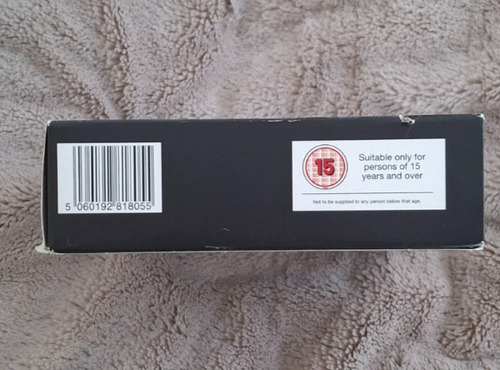 5 060192 818055
15
Suitable only for
persons of 15
years and over
Not to be supplied to any person below that age.